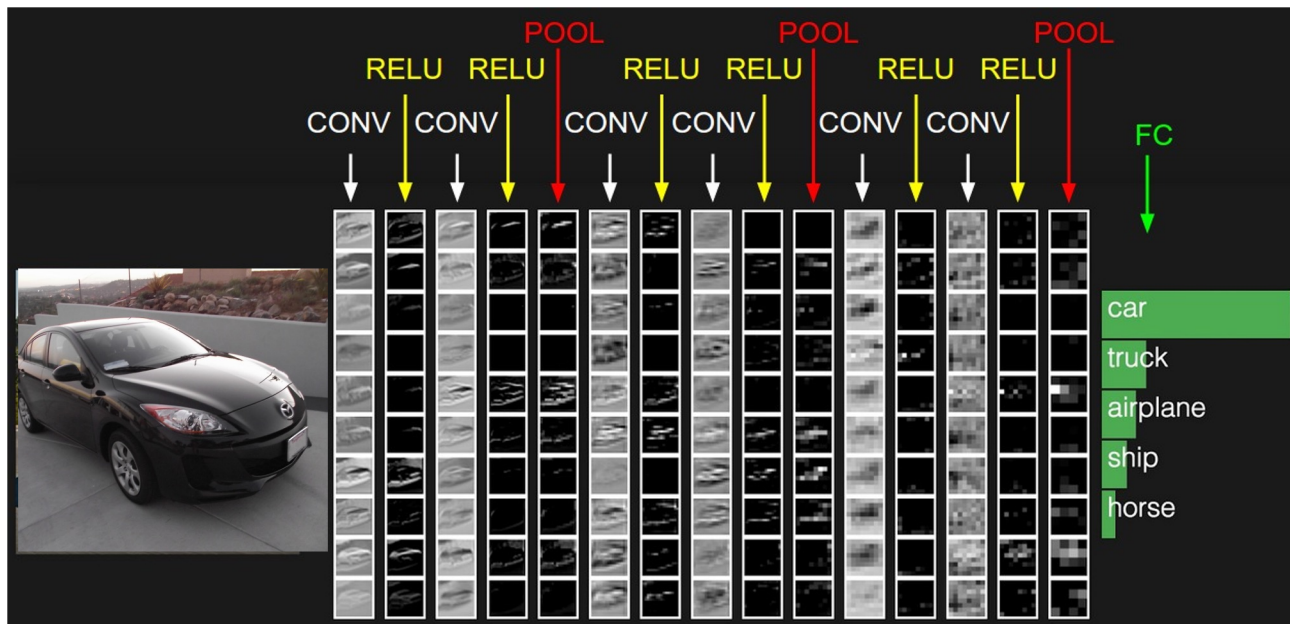 POOL POOL POOL
RELU RELU RELU RELU RELU RELU
CONV CONV CONV CONV CONV CONV
FC
car
truck
airplane
ship
horse